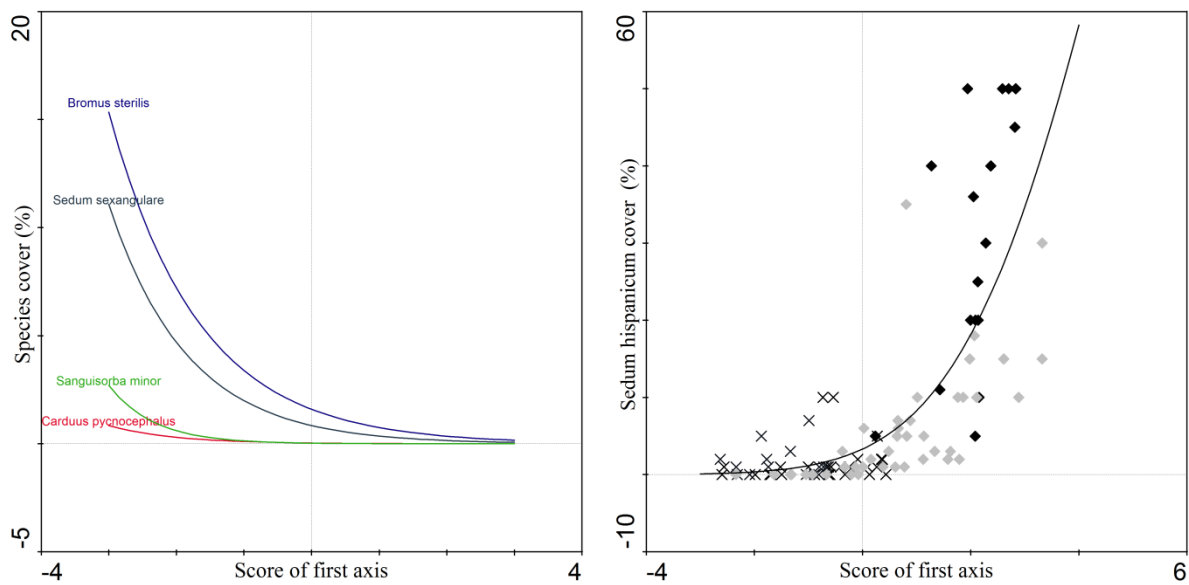 20
Bromus sterilis
Sedum sexangulare
Sanguisorba minor
Carduus pycnocephalus
Species cover (%)
-5
-4
Score of first axis
4
60
Sedum hispanicum cover (%)
-10
-4
Score of first axis
6